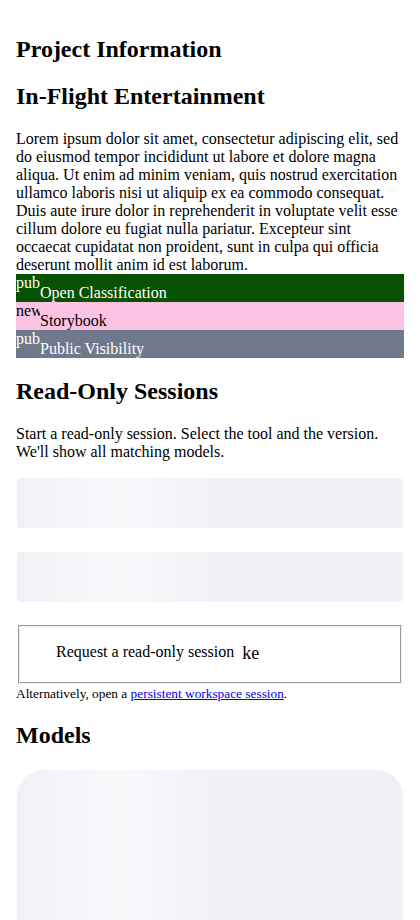 Project Information
In-Flight Entertainment
Lorem ipsum dolor sit amet, consectetur adipiscing elit, sed
do eiusmod tempor incididunt ut labore et dolore magna
aliqua. Ut enim ad minim veniam, quis nostrud exercitation
ullamco laboris nisi ut aliquip ex ea commodo consequat.
Duis aute irure dolor in reprehenderit in voluptate velit esse
cillum dolore eu fugiat nulla pariatur. Excepteur sint
occaecat cupidatat non proident, sunt in culpa qui officia
deserunt mollit anim id est laborum.
pub Open Classification
new Storybook
pub Public Visibility
Read-Only Sessions
Start a read-only session. Select the tool and the version.
We'll show all matching models.
Request a read-only session ke
Alternatively, open a persistent workspace session.
Models